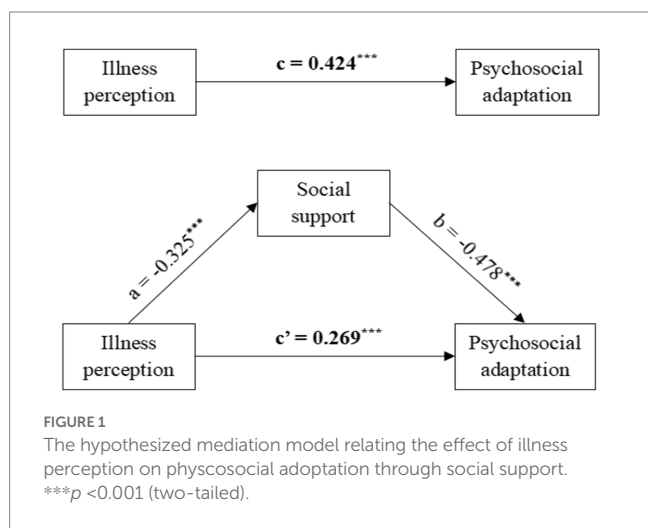 Illness
perception
c = 0.424***
Psychosocial
adaptation
Social
support
a = -0.325***
b = -0.478***
Illness
perception
c’ = 0.269***
Psychosocial
adaptation
FIGURE 1
The hypothesized mediation model relating the effect of illness
perception on physcosocial adoptation through social support.
***p <0.001 (two-tailed).